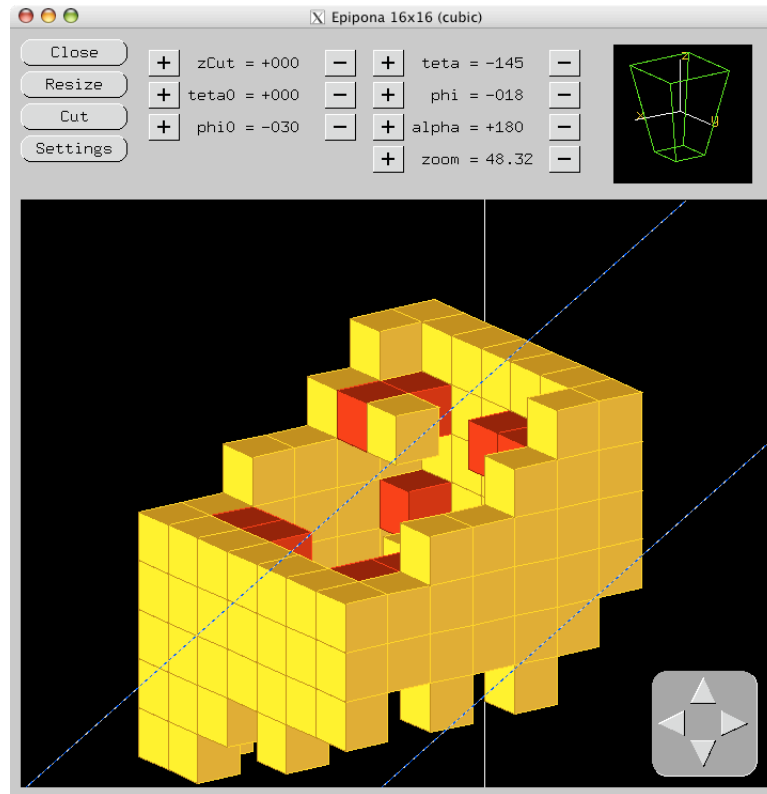 Epipona 16x16 (cubic)
Close
Resize
Cut
Settings
+ zCut = +000 −
+ teta0 = +000 −
+ phi0 = -030 −
+ teta = -145 −
+ phi = -018 −
+ alpha = +180 −
+ zoom = 48.32 −
z
x
y